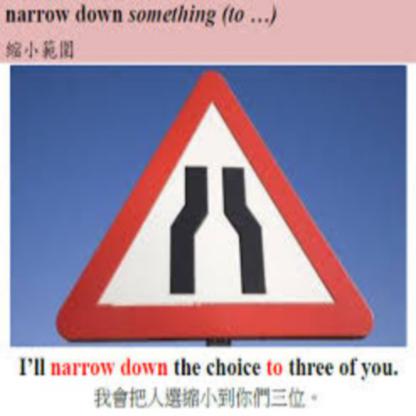 narrow down something (to …)
縮小範圍
I'll narrow down the choice to three of you.
我會把人選縮小到你們三位。